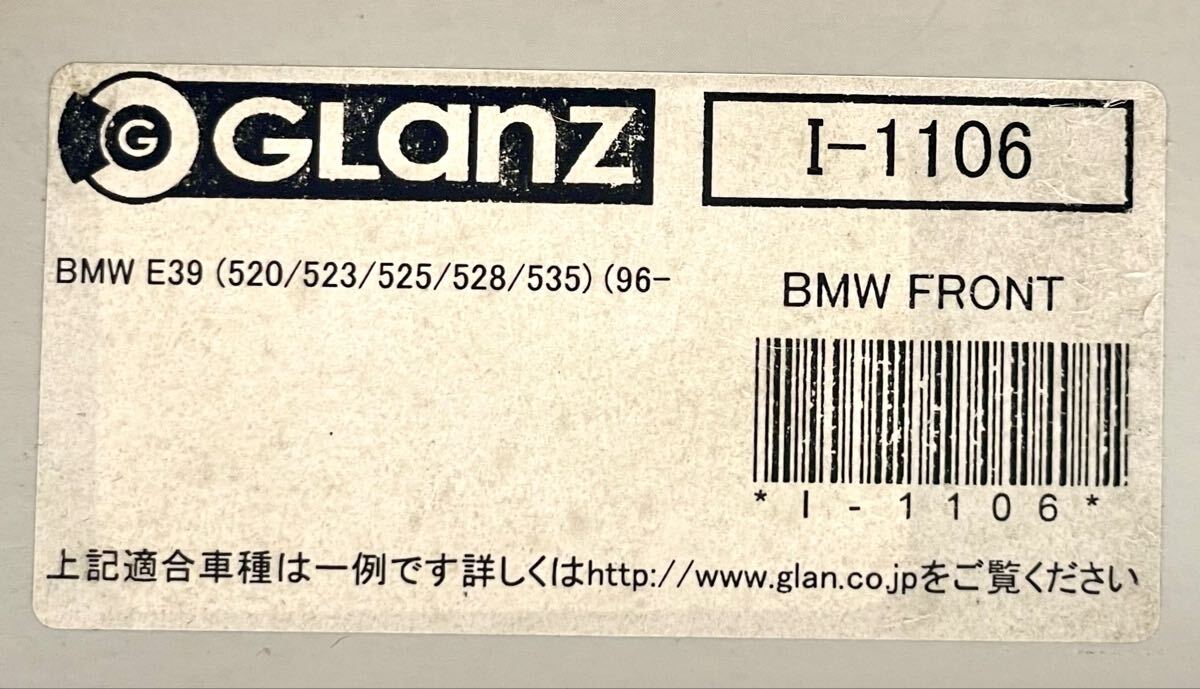 G GLanz
I-1106
BMW E39 (520/523/525/528/535) (96-
BMW FRONT
*I-1106*
上記適合車種は一例です詳しくはhttp://www.glan.co.jpをご覧ください